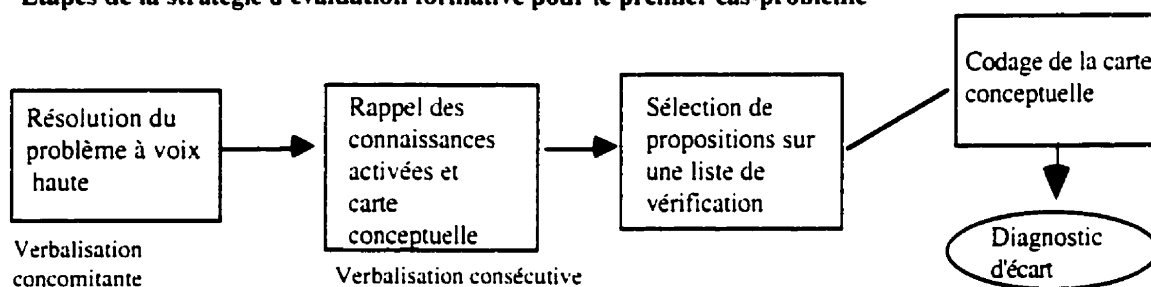 Étapes de la stratégie d'évaluation formative pour le premier cas-problème
Résolution du
problème à voix
haute
Verbalisation
concomitante
Rappel des
connaissances
activées et
carte
conceptuelle
Verbalisation consécutive
Sélection de
propositions sur
une liste de
vérification
Codage de la carte
conceptuelle
Diagnostic
d'écart